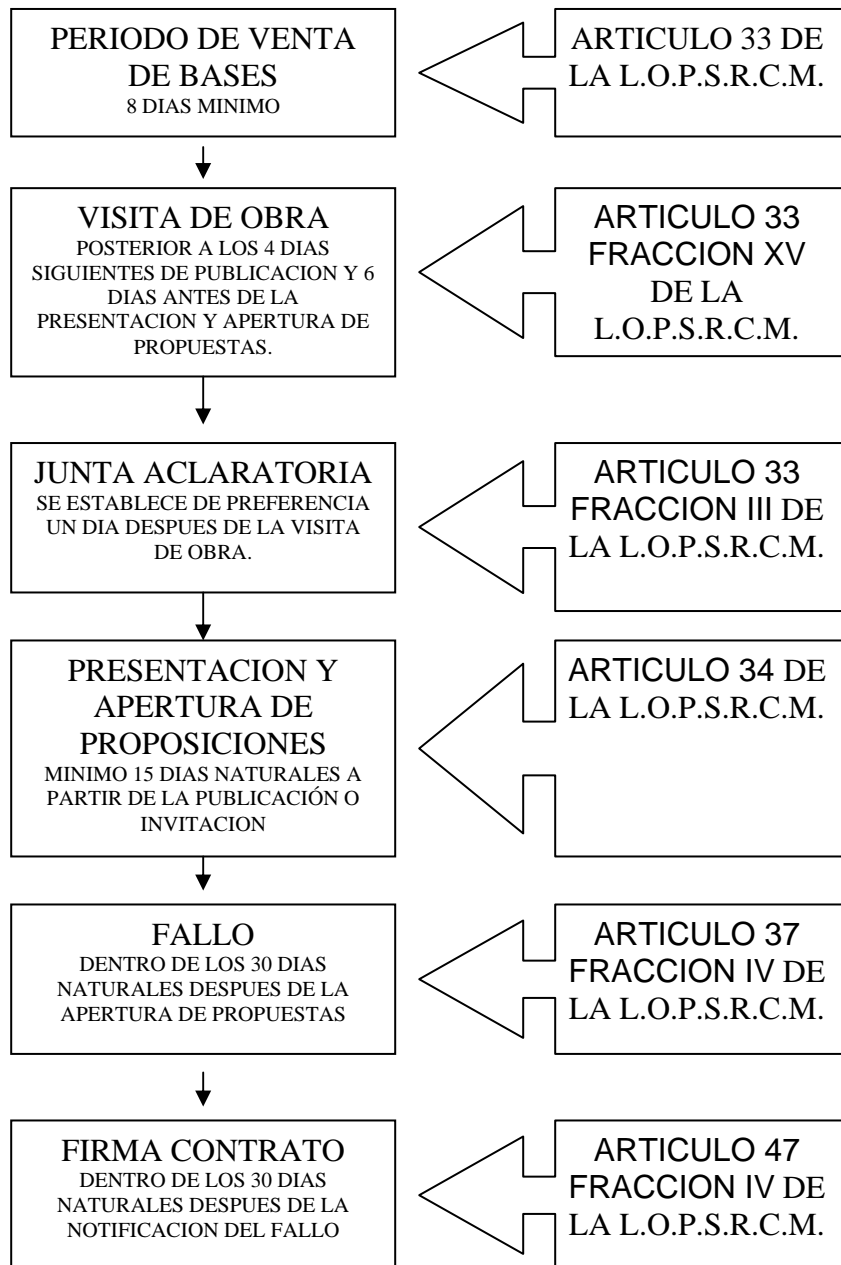 PERIODO DE VENTA
DE BASES
8 DIAS MINIMO
ARTICULO 33 DE
LA L.O.P.S.R.C.M.
VISITA DE OBRA
POSTERIOR A LOS 4 DIAS
SIGUIENTES DE PUBLICACION Y 6
DIAS ANTES DE LA
PRESENTACION Y APERTURA DE
PROPUESTAS.
ARTICULO 33
FRACCION XV
DE LA
L.O.P.S.R.C.M.
JUNTA ACLARATORIA
SE ESTABLECE DE PREFERENCIA
UN DIA DESPUES DE LA VISITA
DE OBRA.
ARTICULO 33
FRACCION III DE
LA L.O.P.S.R.C.M.
PRESENTACION Y
APERTURA DE
PROPOSICIONES
MINIMO 15 DIAS NATURALES A
PARTIR DE LA PUBLICACIÓN O
INVITACION
ARTICULO 34 DE
LA L.O.P.S.R.C.M.
FALLO
DENTRO DE LOS 30 DIAS
NATURALES DESPUES DE LA
APERTURA DE PROPUESTAS
ARTICULO 37
FRACCION IV DE
LA L.O.P.S.R.C.M.
FIRMA CONTRATO
DENTRO DE LOS 30 DIAS
NATURALES DESPUES DE LA
NOTIFICACION DEL FALLO
ARTICULO 47
FRACCION IV DE
LA L.O.P.S.R.C.M.